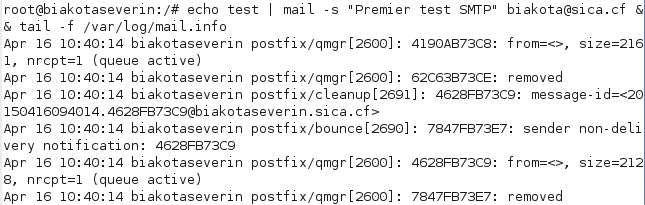 root@biakotaseverin:/# echo test | mail -s "Premier test SMTP" biakota@sica.cf &
& tail -f /var/log/mail.info
Apr 16 10:40:14 biakotaseverin postfix/qmgr[2600]: 4190AB73C8: from=<>, size=216
1, nrcpt=1 (queue active)
Apr 16 10:40:14 biakotaseverin postfix/qmgr[2600]: 62C63B73CE: removed
Apr 16 10:40:14 biakotaseverin postfix/cleanup[2691]: 4628FB73C9: message-id=<20
150416094014.4628FB73C9@biakotaseverin.sica.cf>
Apr 16 10:40:14 biakotaseverin postfix/bounce[2690]: 7847FB73E7: sender non-deli
very notification: 4628FB73C9
Apr 16 10:40:14 biakotaseverin postfix/qmgr[2600]: 4628FB73C9: from=<>, size=212
8, nrcpt=1 (queue active)
Apr 16 10:40:14 biakotaseverin postfix/qmgr[2600]: 7847FB73E7: removed